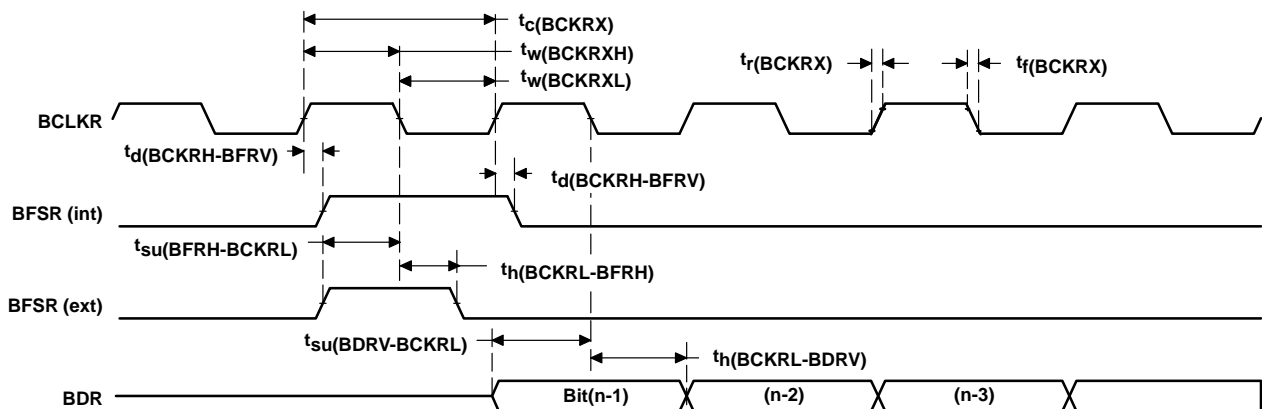 tc(BCKRX)
tw(BCKRXH)
tr(BCKRX)
tf(BCKRX)
tw(BCKRXL)
BCLKR
td(BCKRH-BFRV)
td(BCKRH-BFRV)
BFSR (int)
tsu(BFRH-BCKRL)
th(BCKRL-BFRH)
BFSR (ext)
tsu(BDRV-BCKRL)
th(BCKRL-BDRV)
BDR
Bit(n-1)
(n-2)
(n-3)